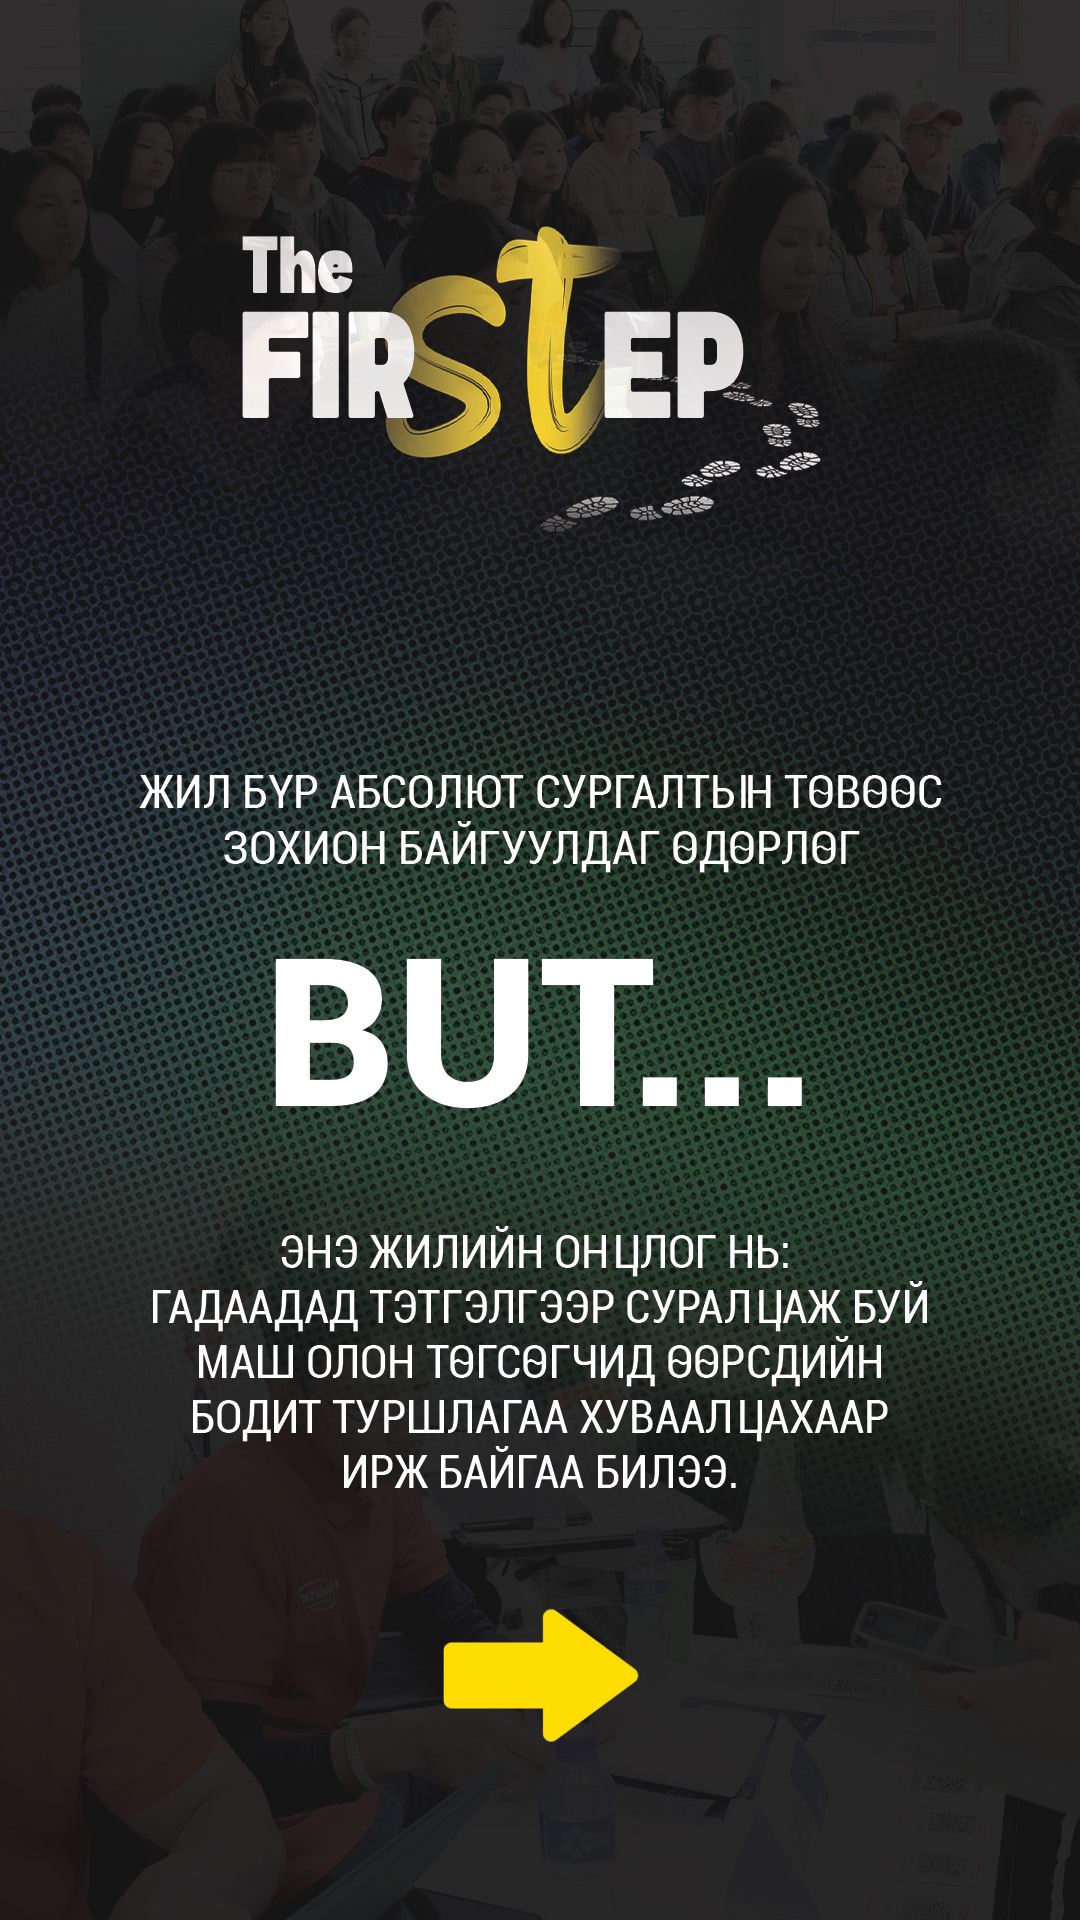 The
FIRSTEP
ЖИЛ БҮР АБСОЛЮТ СУРГАЛТЫН ТӨВӨӨС
ЗОХИОН БАЙГУУЛДАГ ӨДӨРЛӨГ
BUT...
ЭНЭ ЖИЛИЙН ОНЦЛОГ НЬ:
ГАДААДАД ТЭТГЭЛГЭЭР СУРАЛЦАЖ БУЙ
МАШ ОЛОН ТӨГСӨГЧИД ӨӨРСДИЙН
БОДИТ ТУРШЛАГАА ХУВААЛЦАХААР
ИРЖ БАЙГАА БИЛЭЭ.